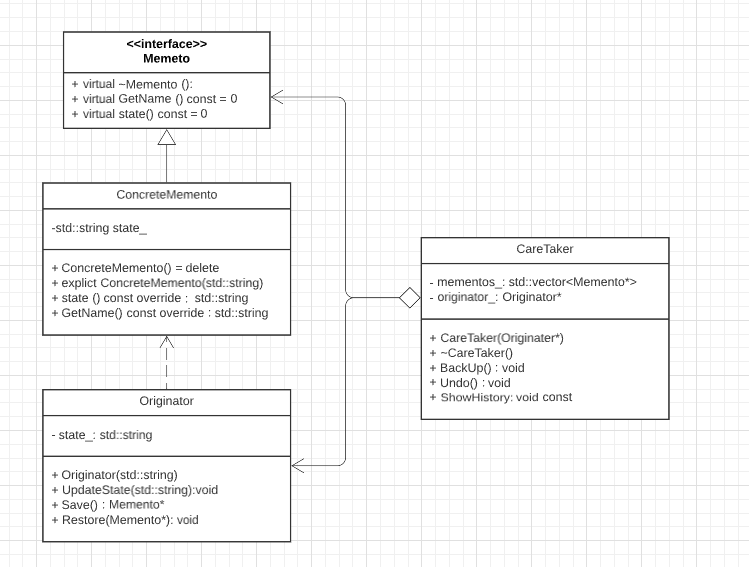 <<interface>>
Memeto
+ virtual ~Memento ():
+ virtual GetName () const = 0
+ virtual state() const = 0
ConcreteMemento
-std::string state_
+ ConcreteMemento() = delete
+ explict ConcreteMemento(std::string)
+ state () const override : std::string
+ GetName() const override : std::string
CareTaker
- mementos_: std::vector<Memento*>
- originator_: Originator*
+ CareTaker(Originater*)
+ ~CareTaker()
+ BackUp() : void
+ Undo() : void
+ ShowHistory: void const
Originator
- state_: std::string
+ Originator(std::string)
+ UpdateState(std::string):void
+ Save() : Memento*
+ Restore(Memento*): void